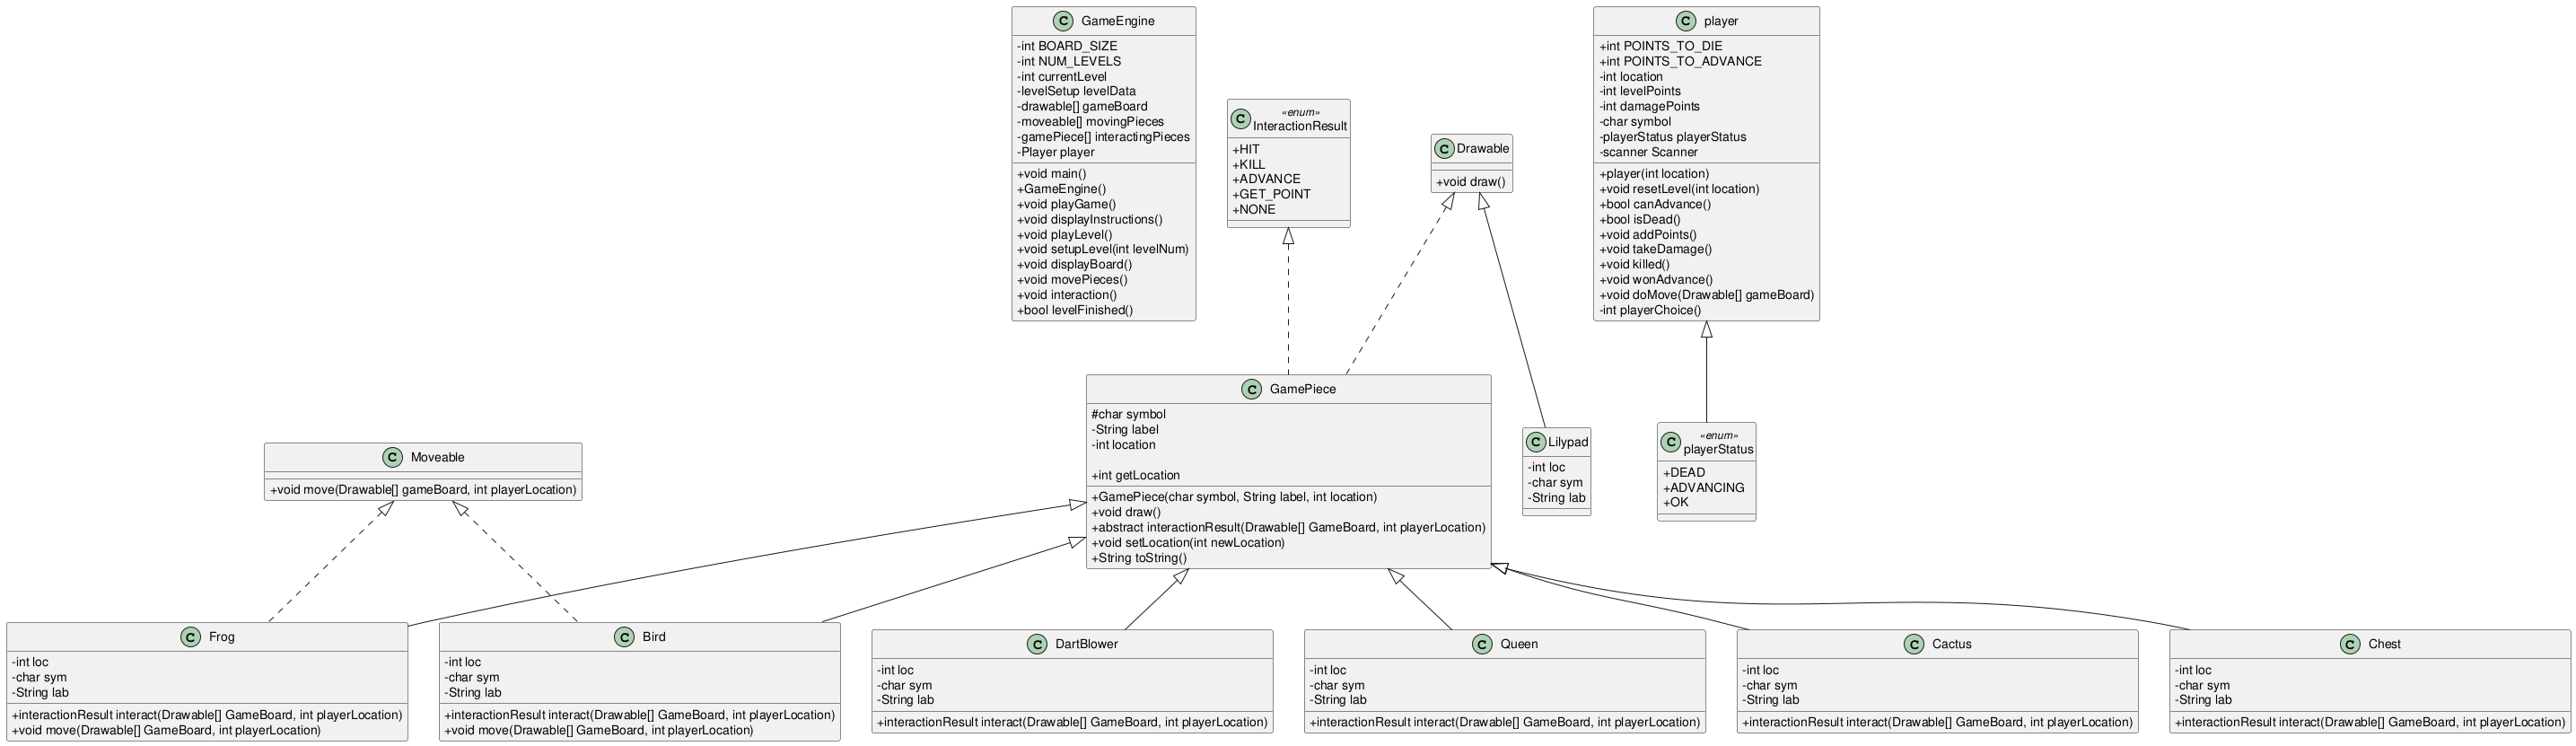 C GameEngine
-int BOARD_SIZE
-int NUM_LEVELS
-int currentLevel
-levelSetup levelData
-drawable[] gameBoard
-moveable[] movingPieces
-gamePiece[] interactingPieces
-Player player
+void main()
+GameEngine()
+void playGame()
+void displayInstructions()
+void playLevel()
+void setupLevel(int levelNum)
+void displayBoard()
+void movePieces()
+void interaction()
+bool levelFinished()
C «enum»
InteractionResult
+HIT
+KILL
+ADVANCE
+GET_POINT
+NONE
C Drawable
+void draw()
C player
+int POINTS_TO_DIE
+int POINTS_TO_ADVANCE
-int location
-int levelPoints
-int damagePoints
-char symbol
-playerStatus playerStatus
-scanner Scanner
+player(int location)
+void resetLevel(int location)
+bool canAdvance()
+bool isDead()
+void addPoints()
+void takeDamage()
+void killed()
+void wonAdvance()
+void doMove(Drawable[] gameBoard)
-int playerChoice()
C Moveable
+void move(Drawable[] gameBoard, int playerLocation)
C GamePiece
#char symbol
-String label
-int location
+int getLocation
+GamePiece(char symbol, String label, int location)
+void draw()
+abstract interactionResult(Drawable[] GameBoard, int playerLocation)
+void setLocation(int newLocation)
+String toString()
C Lilypad
-int loc
-char sym
-String lab
C «enum»
playerStatus
+DEAD
+ADVANCING
+OK
C Frog
-int loc
-char sym
-String lab
+interactionResult interact(Drawable[] GameBoard, int playerLocation)
+void move(Drawable[] GameBoard, int playerLocation)
C Bird
-int loc
-char sym
-String lab
+interactionResult interact(Drawable[] GameBoard, int playerLocation)
+void move(Drawable[] GameBoard, int playerLocation)
C DartBlower
-int loc
-char sym
-String lab
+interactionResult interact(Drawable[] GameBoard, int playerLocation)
C Queen
-int loc
-char sym
-String lab
+interactionResult interact(Drawable[] GameBoard, int playerLocation)
C Cactus
-int loc
-char sym
-String lab
+interactionResult interact(Drawable[] GameBoard, int playerLocation)
C Chest
-int loc
-char sym
-String lab
+interactionResult interact(Drawable[] GameBoard, int playerLocation)